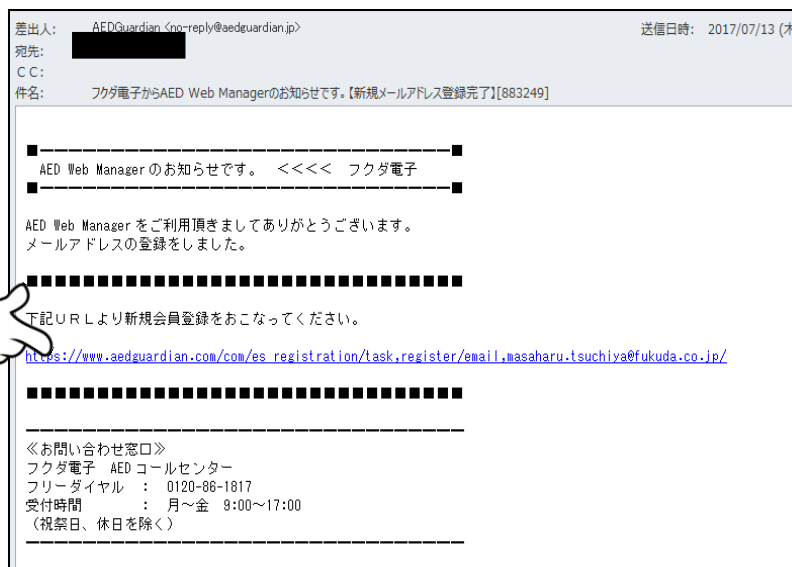 差出人: AEDGuardian <no-reply@aedguardian.jp> 送信日時: 2017/07/13 (木
宛先:
CC:
件名: フクダ電子からAED Web Managerのお知らせです。【新規メールアドレス登録完了】[883249]
■――――――――――――――――――――――――――――■
AED Web Manager のお知らせです。 <<<< フクダ電子
■――――――――――――――――――――――――――――■
AED Web Manager をご利用頂きましてありがとうございます。
メールアドレスの登録をしました。
■■■■■■■■■■■■■■■■■■■■■■■■■■■■■■■
下記URLより新規会員登録をおこなってください。
https://www.aedguardian.com/com/es_registration/task,register/email,masaharu.tsuchiya@fukuda.co.jp/
■■■■■■■■■■■■■■■■■■■■■■■■■■■■■■■
――――――――――――――――――――――――――――――
≪お問い合わせ窓口≫
フクダ電子 AEDコールセンター
フリーダイヤル : 0120-86-1817
受付時間 : 月~金 9:00~17:00
(祝祭日、休日を除く)
――――――――――――――――――――――――――――――